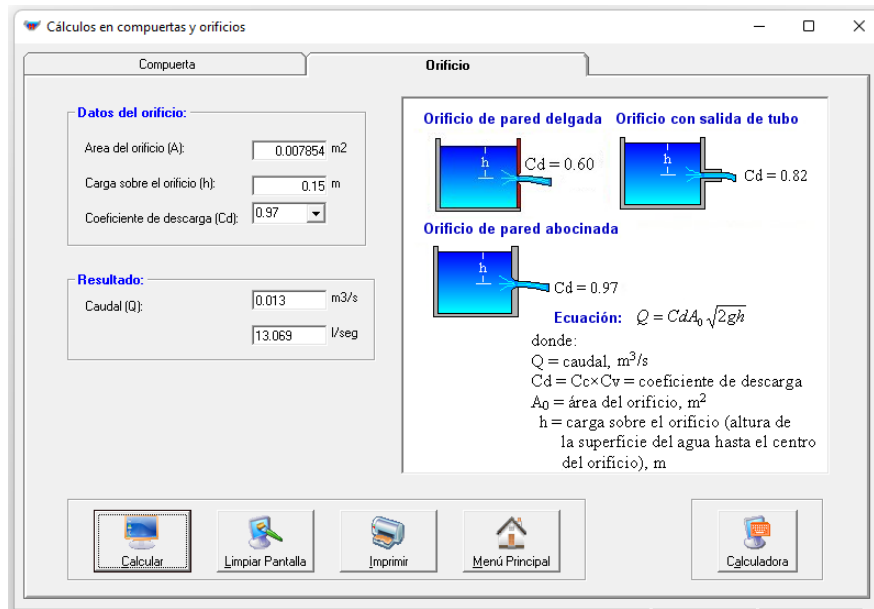 Cálculos en compuertas y orificios
Compuerta
Orificio
Datos del orificio:
Area del orificio (A):
0.007854 m2
Carga sobre el orificio (h):
0.15 m
Coeficiente de descarga (Cd):
0.97
Resultado:
Caudal (Q):
0.013 m3/s
13.069 l/seg
Orificio de pared delgada
h
Cd = 0.60
Orificio con salida de tubo
h
Cd = 0.82
Orificio de pared abocinada
h
Cd = 0.97
Ecuación: Q = CdA₀√2gh
donde:
Q = caudal, m³/s
Cd = Cc×Cv = coeficiente de descarga
A₀ = área del orificio, m²
h = carga sobre el orificio (altura de
la superficie del agua hasta el centro
del orificio), m
Calcular
Limpiar Pantalla
Imprimir
Menú Principal
Calculadora